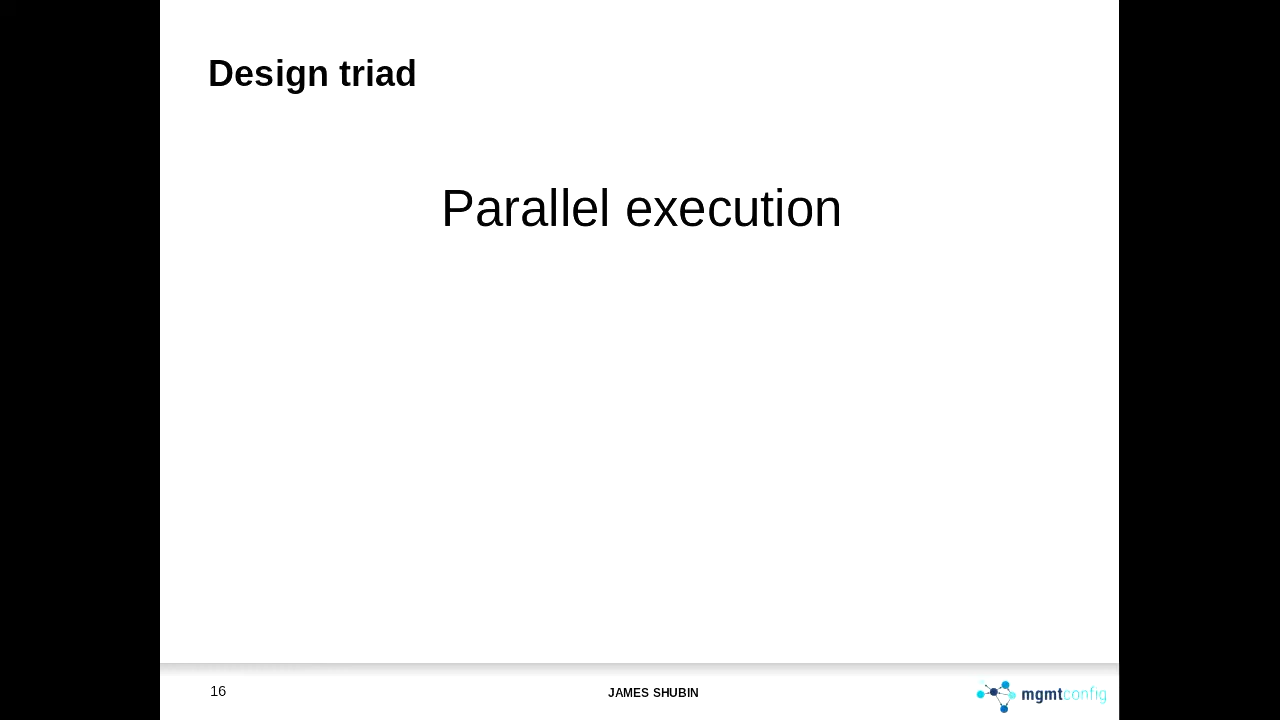 Design triad
Parallel execution
16
JAMES SHUBIN
mgmtconfig